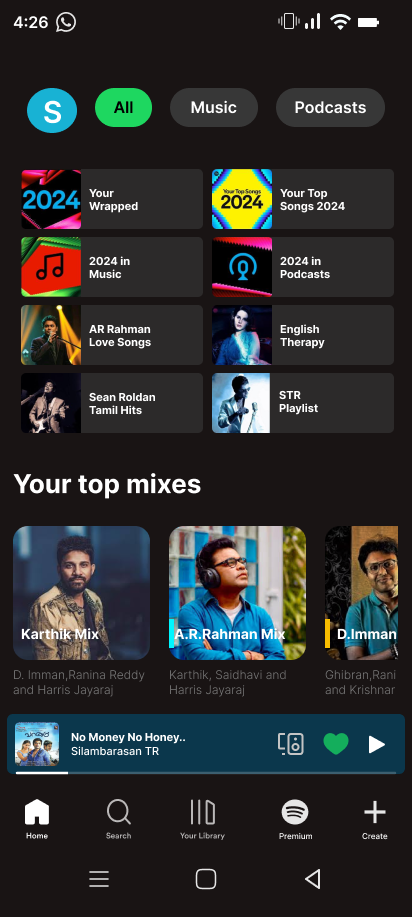 4:26
S
All
Music
Podcasts
2024
Your
Wrapped
Your Top Songs
2024
Your Top
Songs 2024
2024 in
Music
2024 in
Podcasts
AR Rahman
Love Songs
English
Therapy
Sean Roldan
Tamil Hits
STR
Playlist
Your top mixes
Karthik Mix
A.R.Rahman Mix
D.Imman
D. Imman,Ranina Reddy
and Harris Jayaraj
Karthik, Saidhavi and
Harris Jayaraj
Ghibran,Rani
and Krishnar
No Money No Honey..
Silambarasan TR
Home
Search
Your Library
Premium
Create